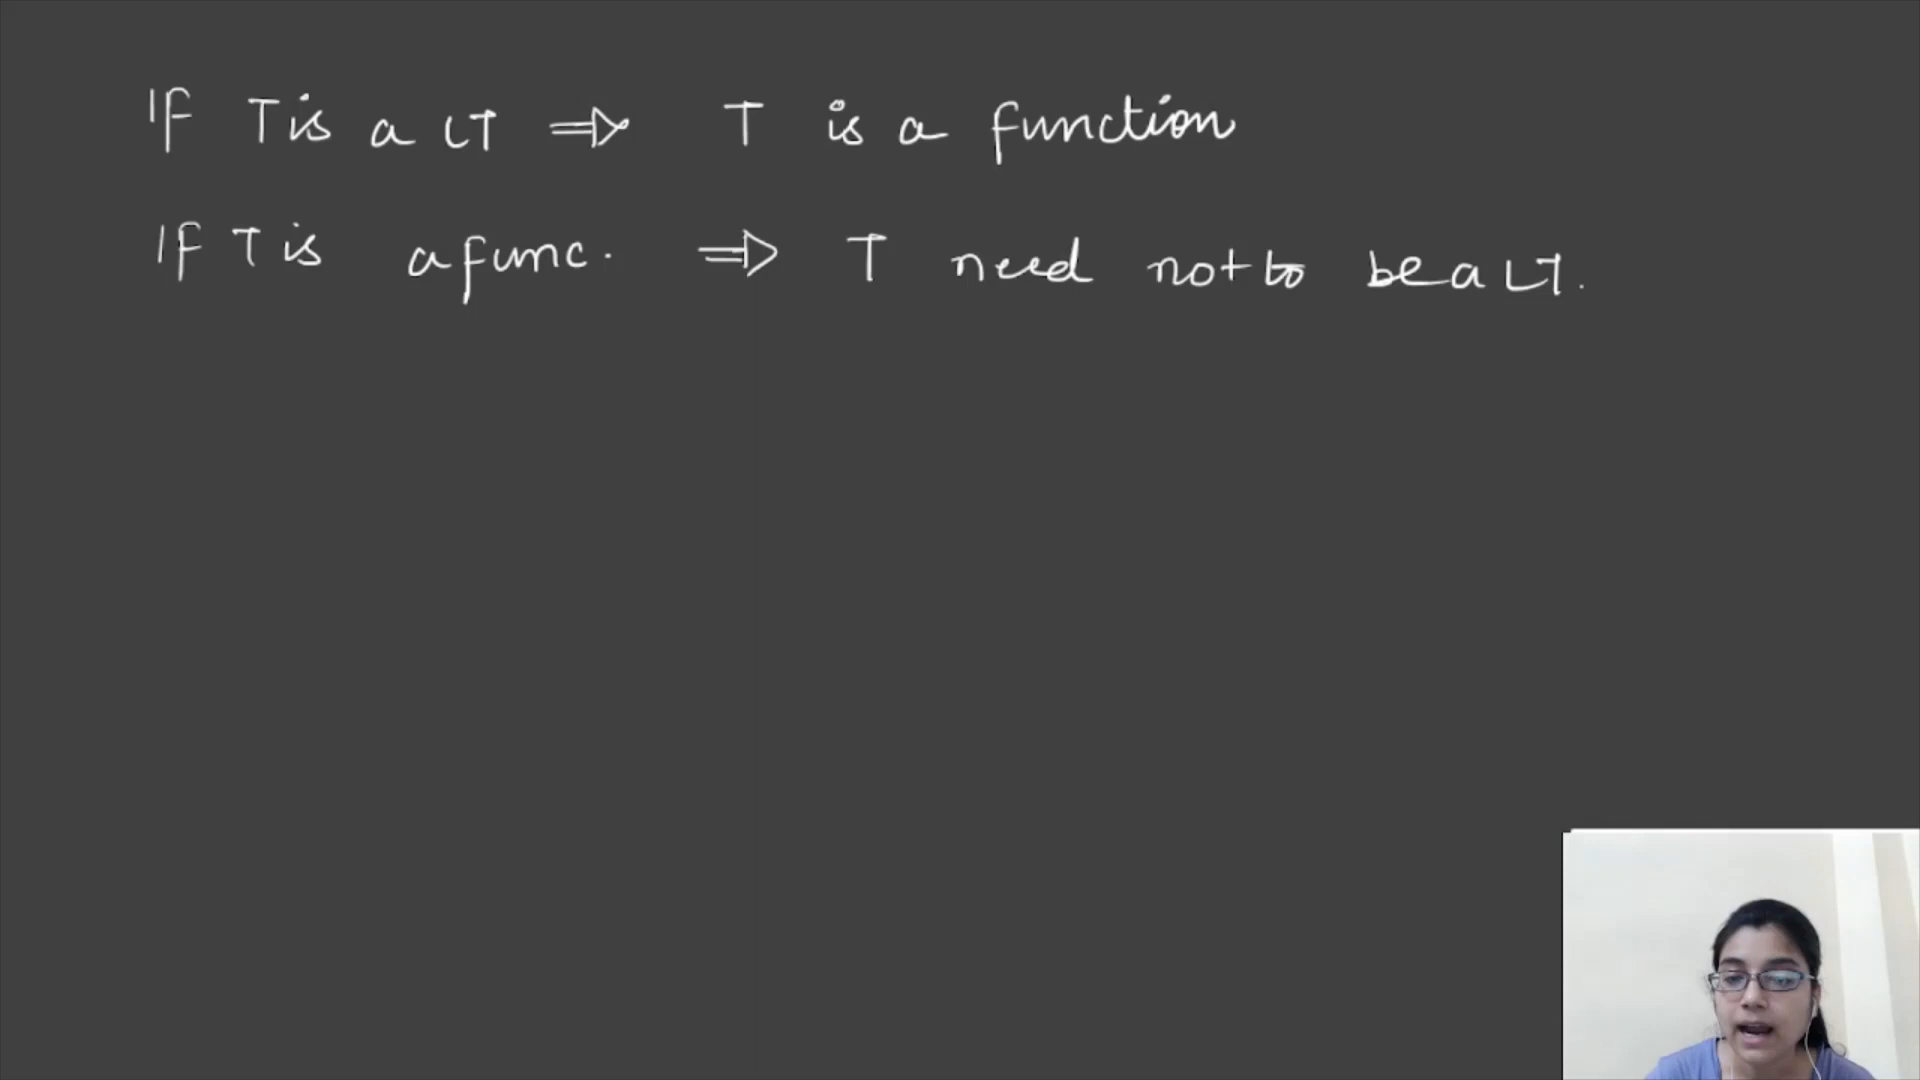 If T is a LT ⇒ T is a function
If T is a func. ⇒ T need not to be a LT.